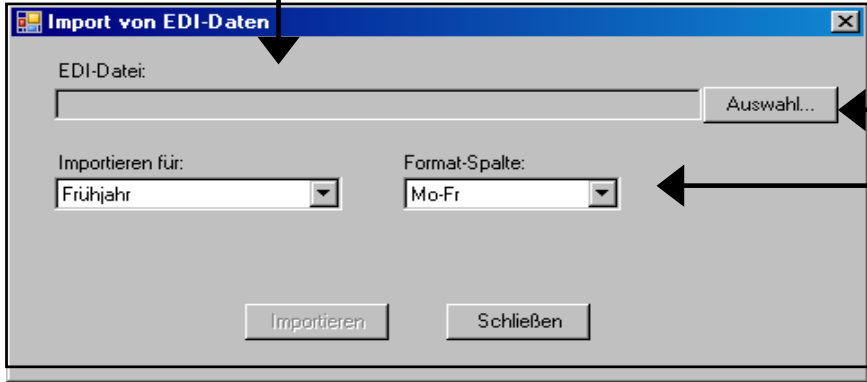 Import von EDI-Daten
EDI-Datei:
Auswahl...
Importieren für:
Format-Spalte:
Frühjahr
Mo-Fr
Importieren
Schließen